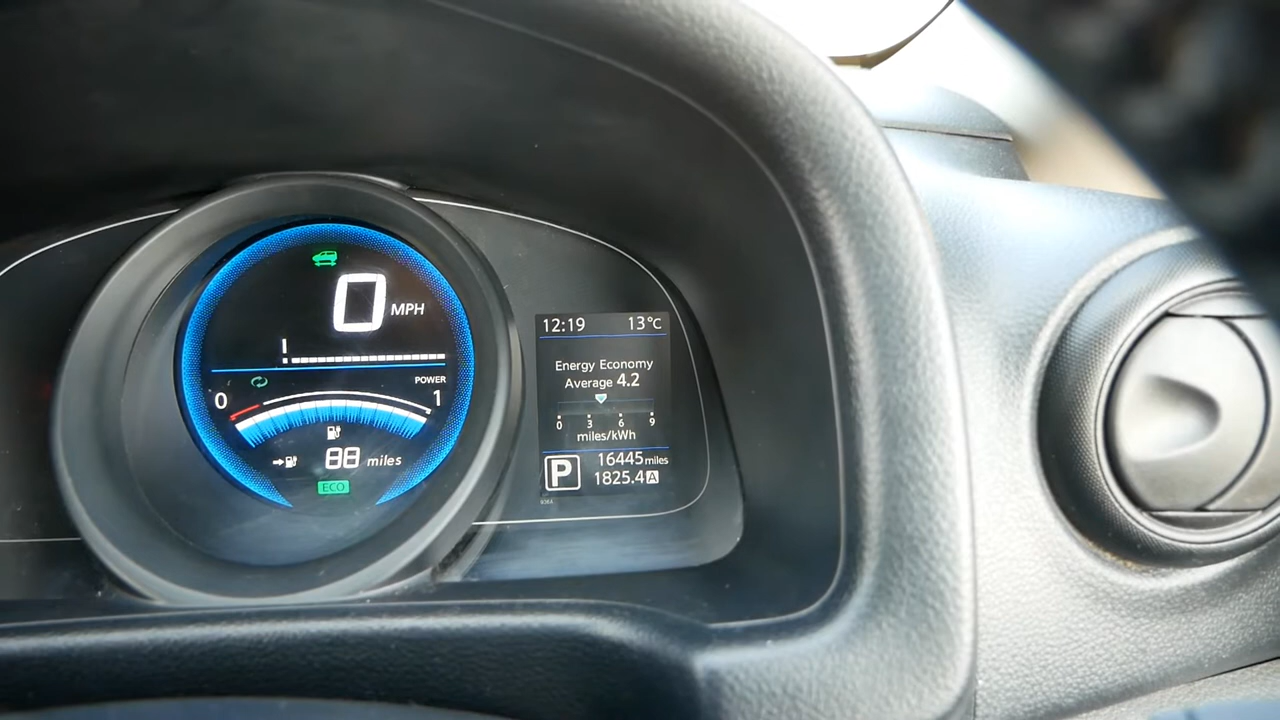 0 MPH
POWER
0 1
88 miles
ECO
12:19 13°C
Energy Economy
Average 4.2
0 3 6 9
miles/kWh
P
16445 miles
1825.4 A